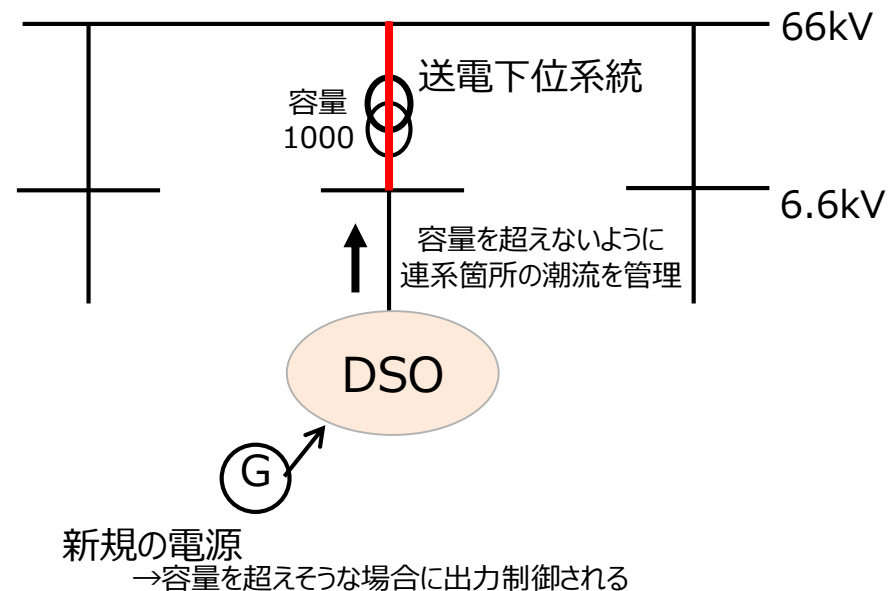 66kV
送電下位系統
容量
1000
6.6kV
容量を超えないように
連系箇所の潮流を管理
DSO
G
新規の電源
→容量を超えそうな場合に出力制御される